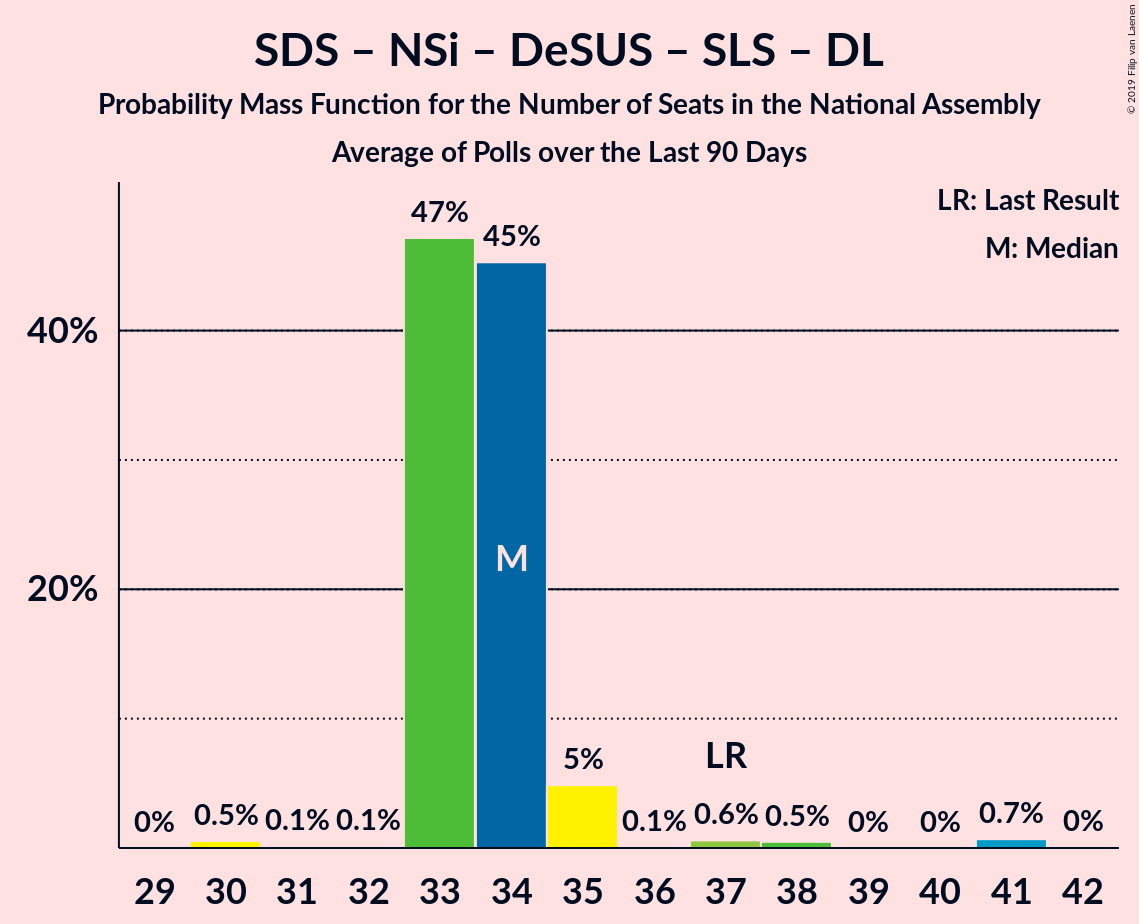 SDS – NSi – DeSUS – SLS – DL
Probability Mass Function for the Number of Seats in the National Assembly
Average of Polls over the Last 90 Days
© 2019 Filip van Laenen
LR: Last Result
M: Median
40%
20%
0%
0.5%
0.1%
0.1%
47%
45%
M
5%
0.1%
LR
0.6%
0.5%
0%
0%
0.7%
0%
29 30 31 32 33 34 35 36 37 38 39 40 41 42